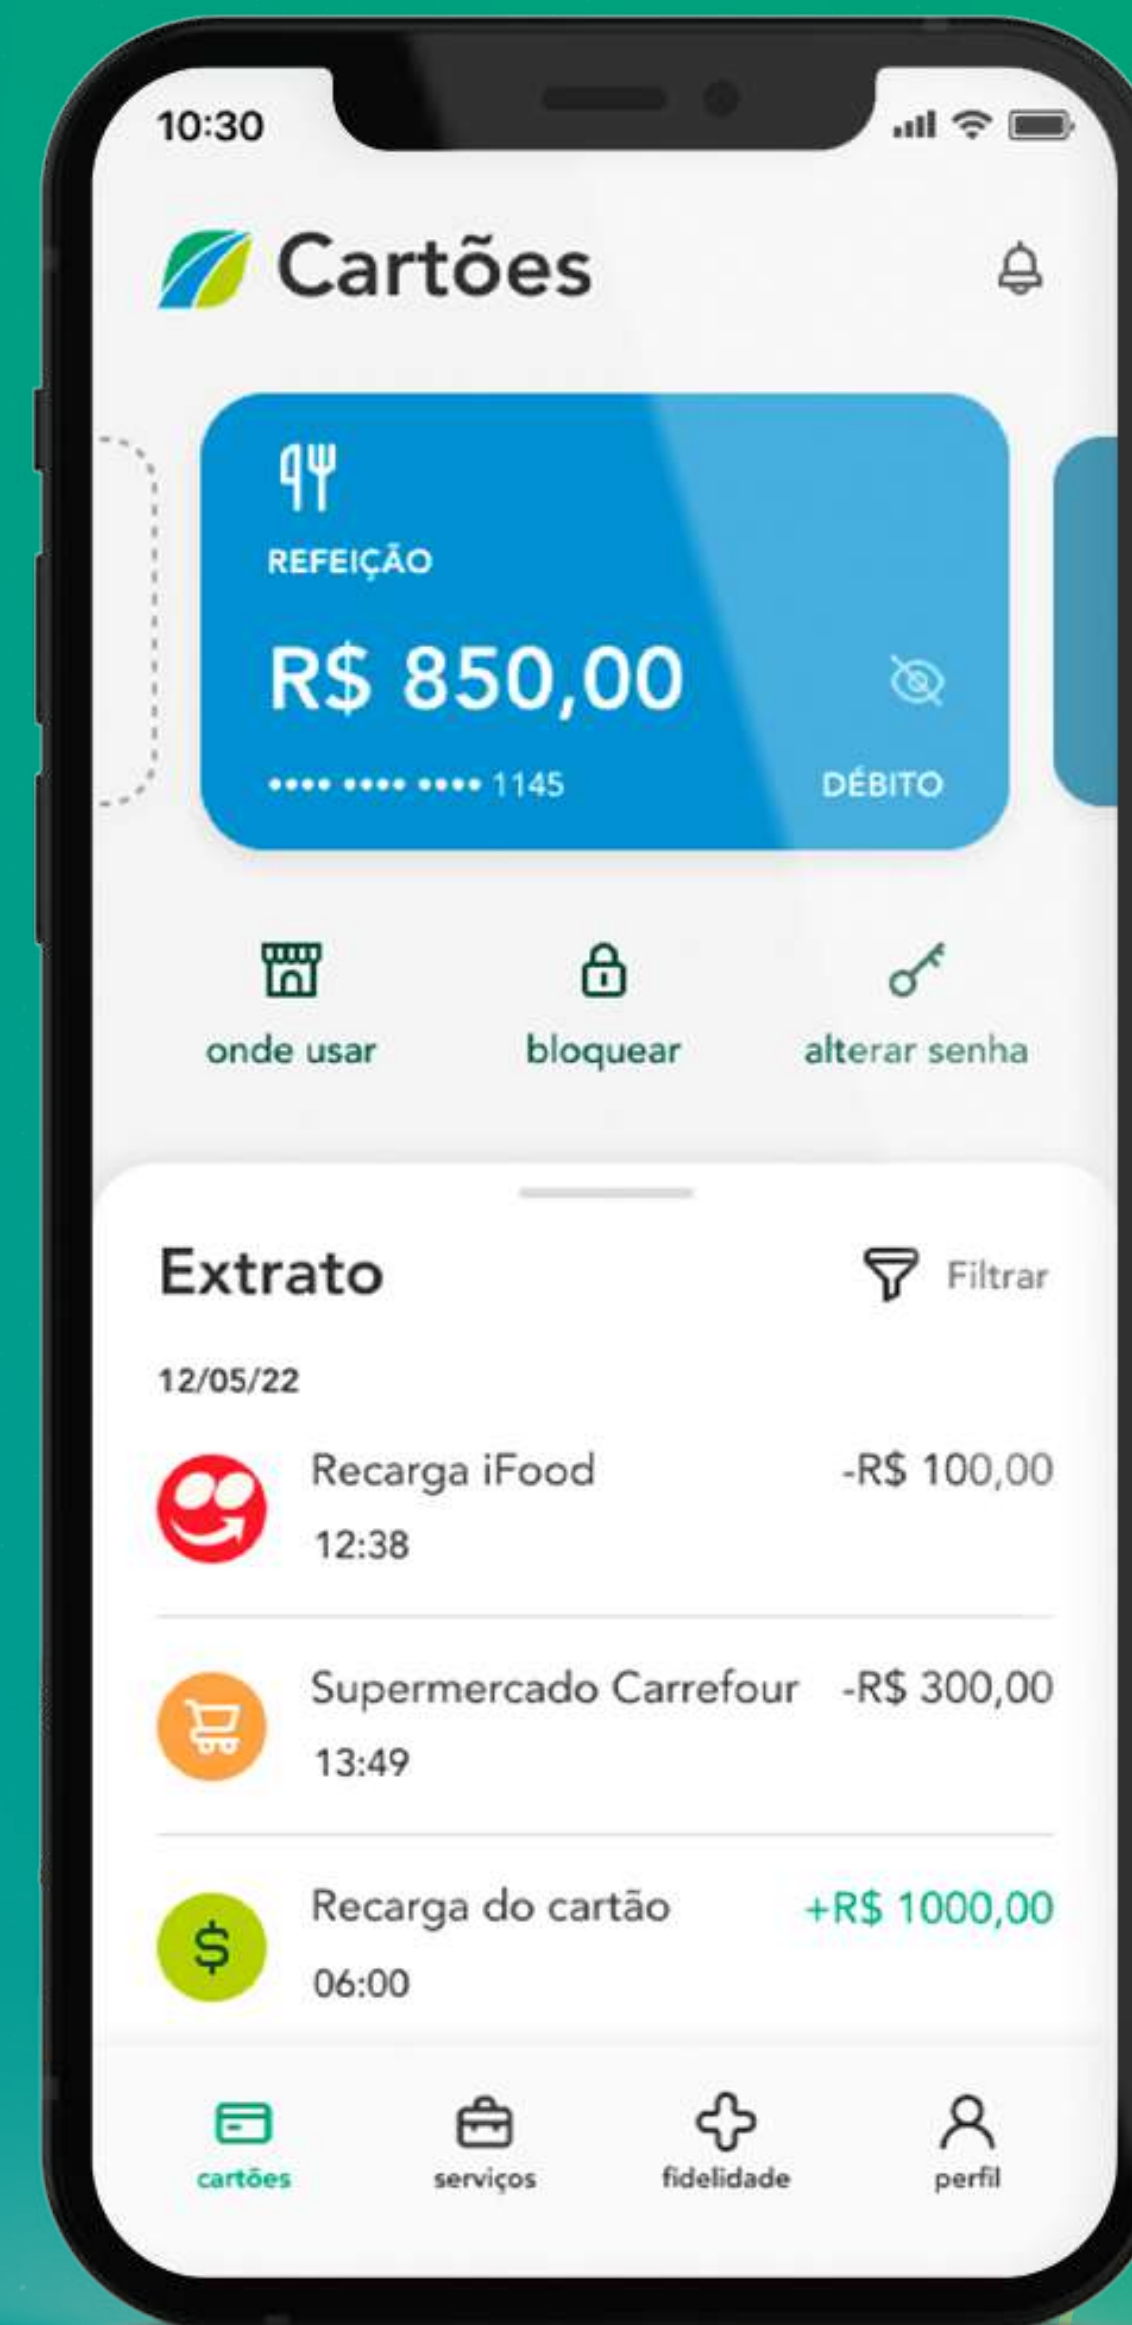 10:30
Cartões
REFEIÇÃO
R$ 850,00
•••• •••• •••• 1145 DÉBITO
onde usar bloquear alterar senha
Extrato Filtrar
12/05/22
Recarga iFood -R$ 100,00
12:38
Supermercado Carrefour -R$ 300,00
13:49
$ Recarga do cartão +R$ 1000,00
06:00
cartões serviços fidelidade perfil